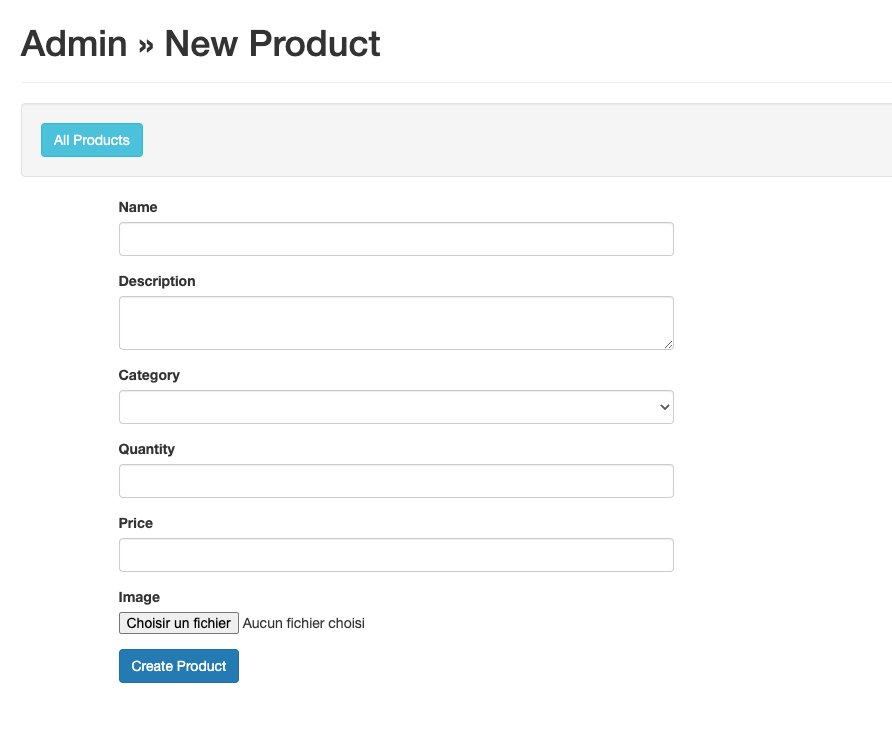 Admin » New Product
All Products
Name
Description
Category
Quantity
Price
Image
Choisir un fichier Aucun fichier choisi
Create Product